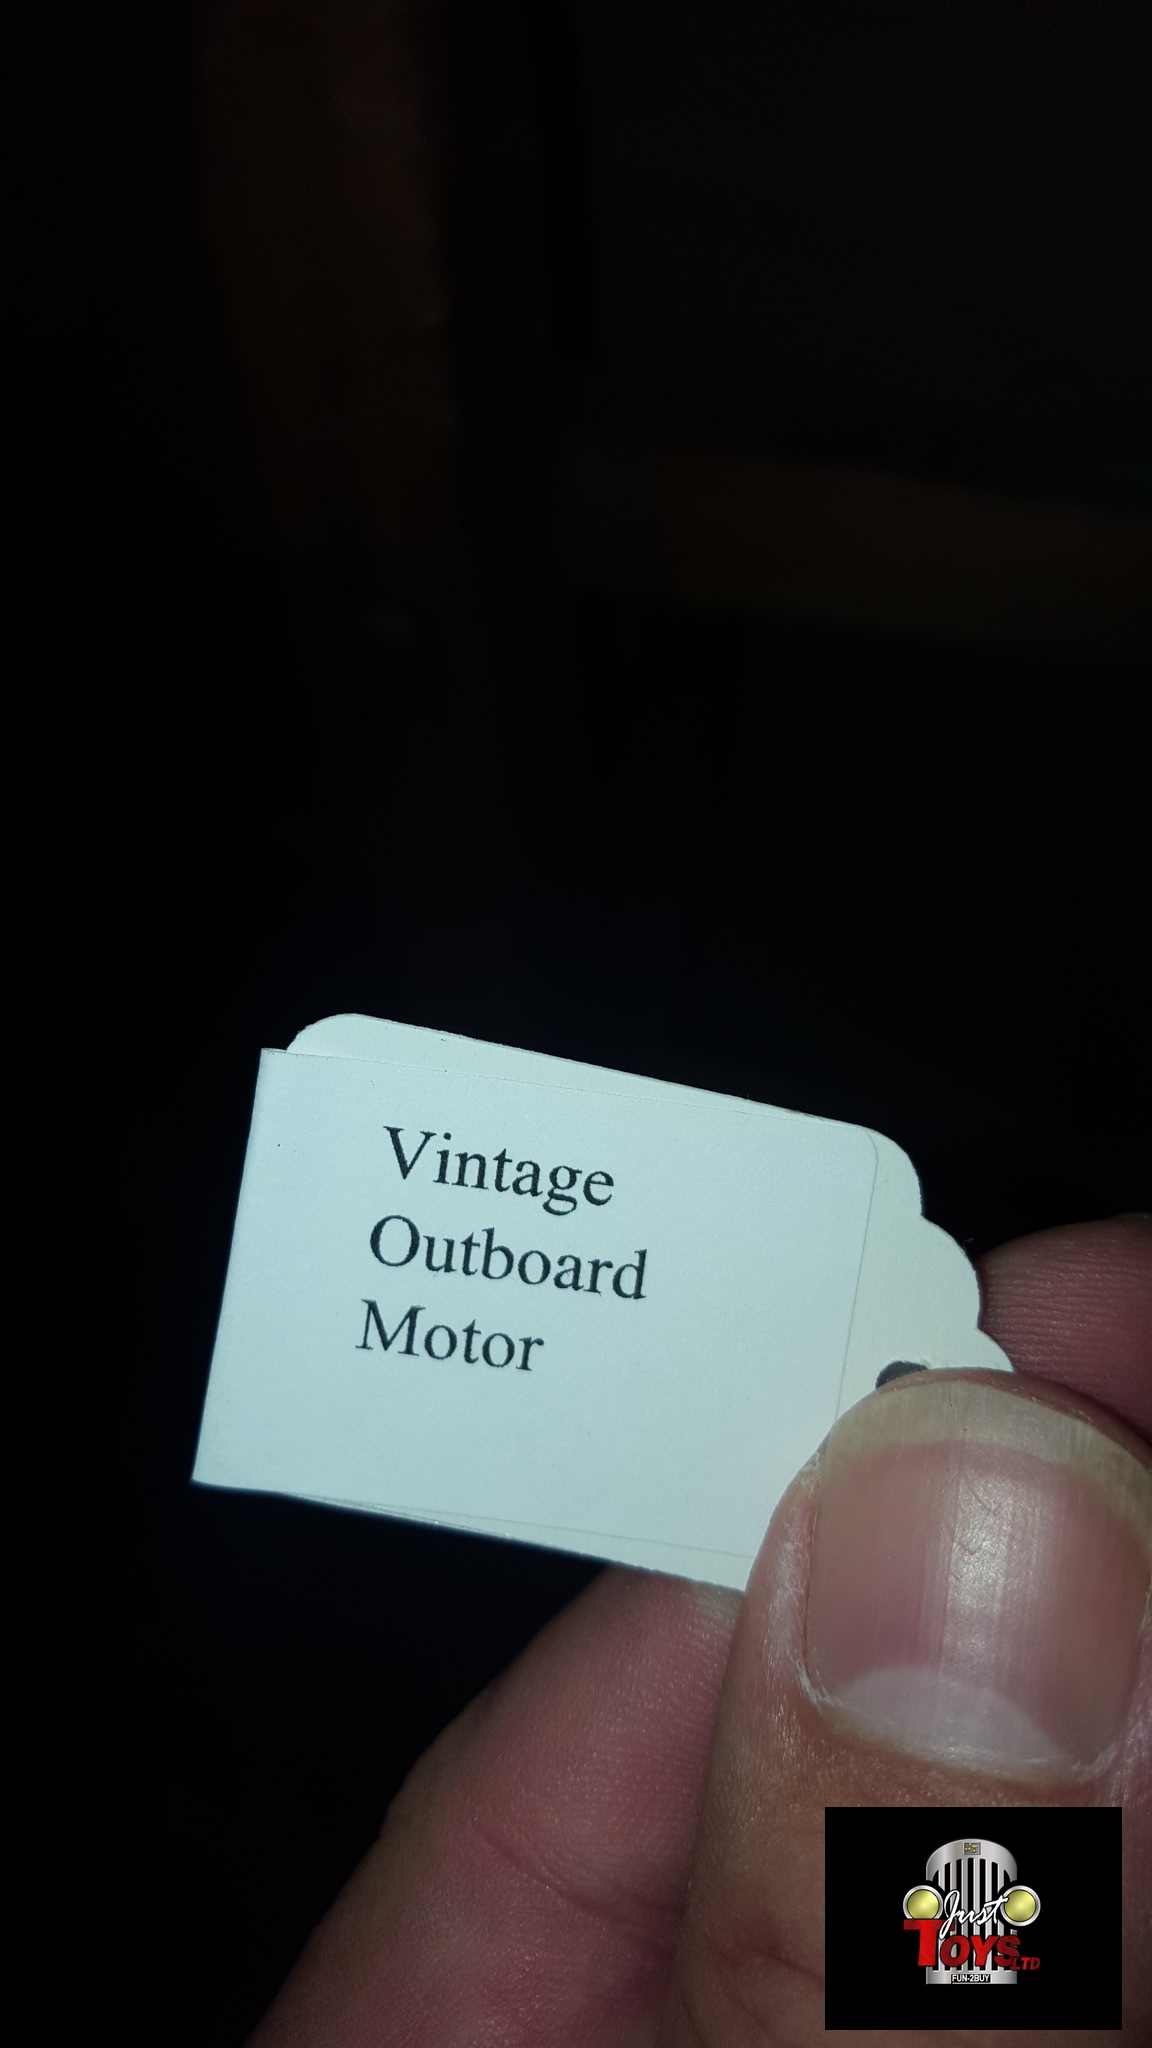 Vintage
Outboard
Motor
Just
TOYS LTD
FUN-2BUY